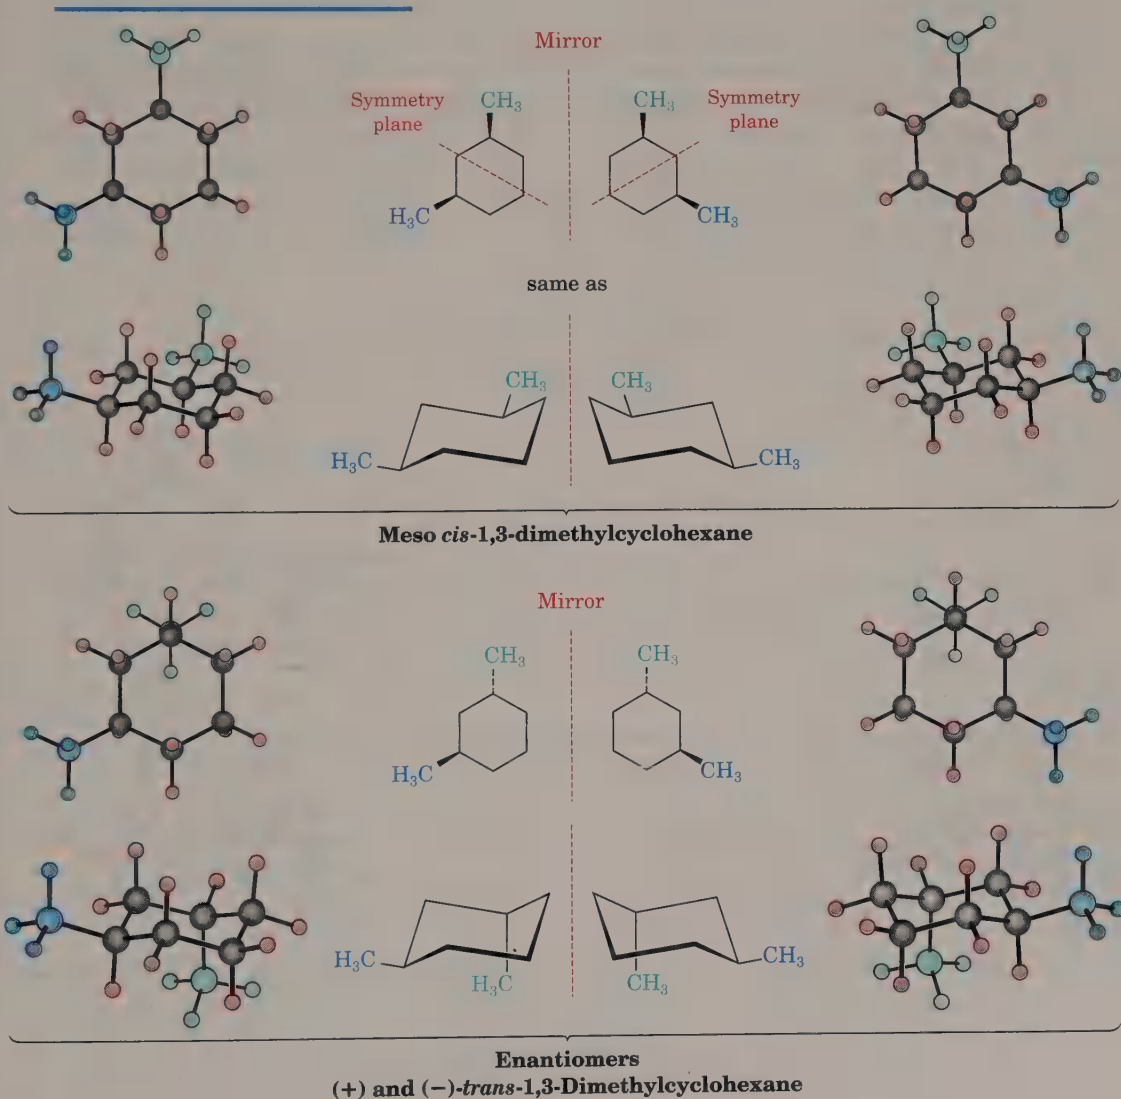 Mirror
Symmetry
plane
CH₃
CH₃
Symmetry
plane
H₃C
CH₃
same as
CH₃
CH₃
H₃C
CH₃
Meso cis-1,3-dimethylcyclohexane
Mirror
CH₃
CH₃
H₃C
CH₃
H₃C
H₃C
CH₃
CH₃
Enantiomers
(+) and (−)-trans-1,3-Dimethylcyclohexane